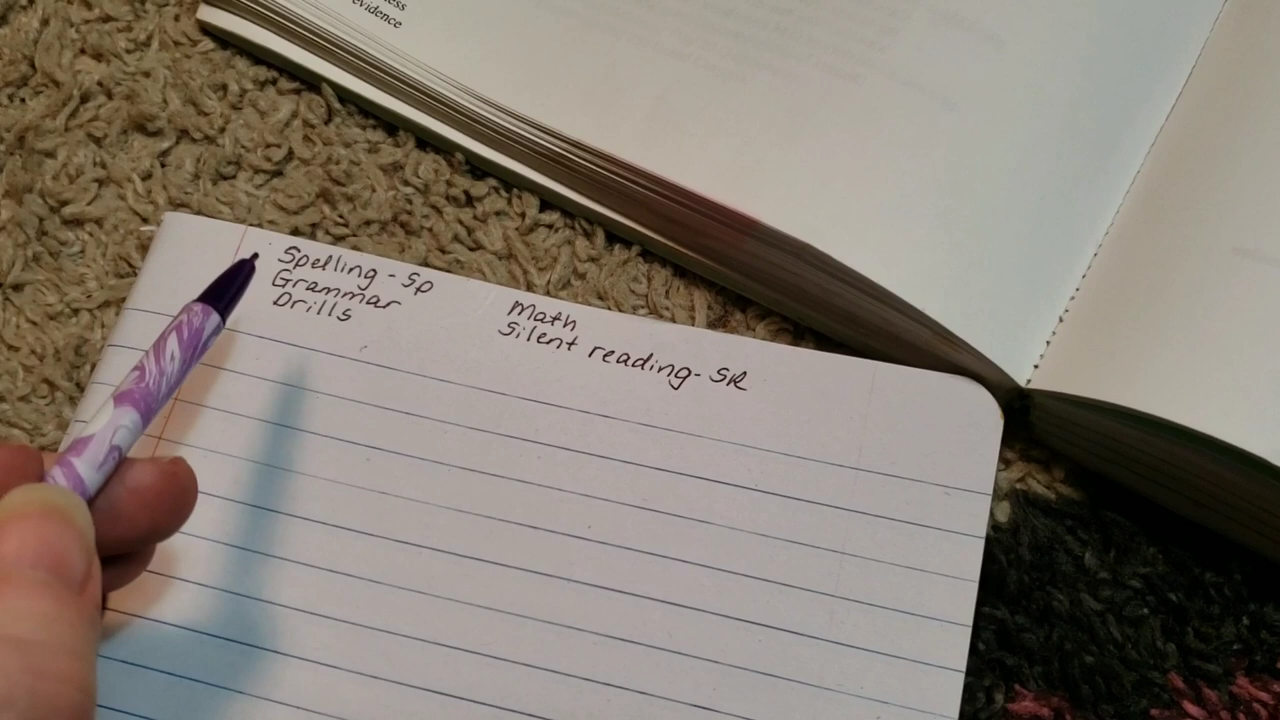 evidence
Spelling - Sp
Grammar
Drills
Math
Silent reading - SR